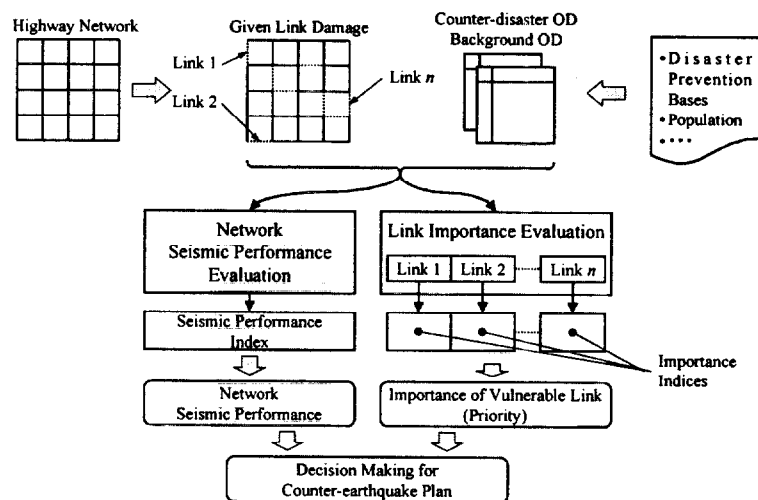 Highway Network
Given Link Damage
Counter-disaster OD
Background OD
Link 1
Link 2
Link n
•Disaster
Prevention
Bases
•Population
••••
Network
Seismic Performance
Evaluation
Link Importance Evaluation
Link 1
Link 2
Link n
Seismic Performance
Index
Importance
Indices
Network
Seismic Performance
Importance of Vulnerable Link
(Priority)
Decision Making for
Counter-earthquake Plan